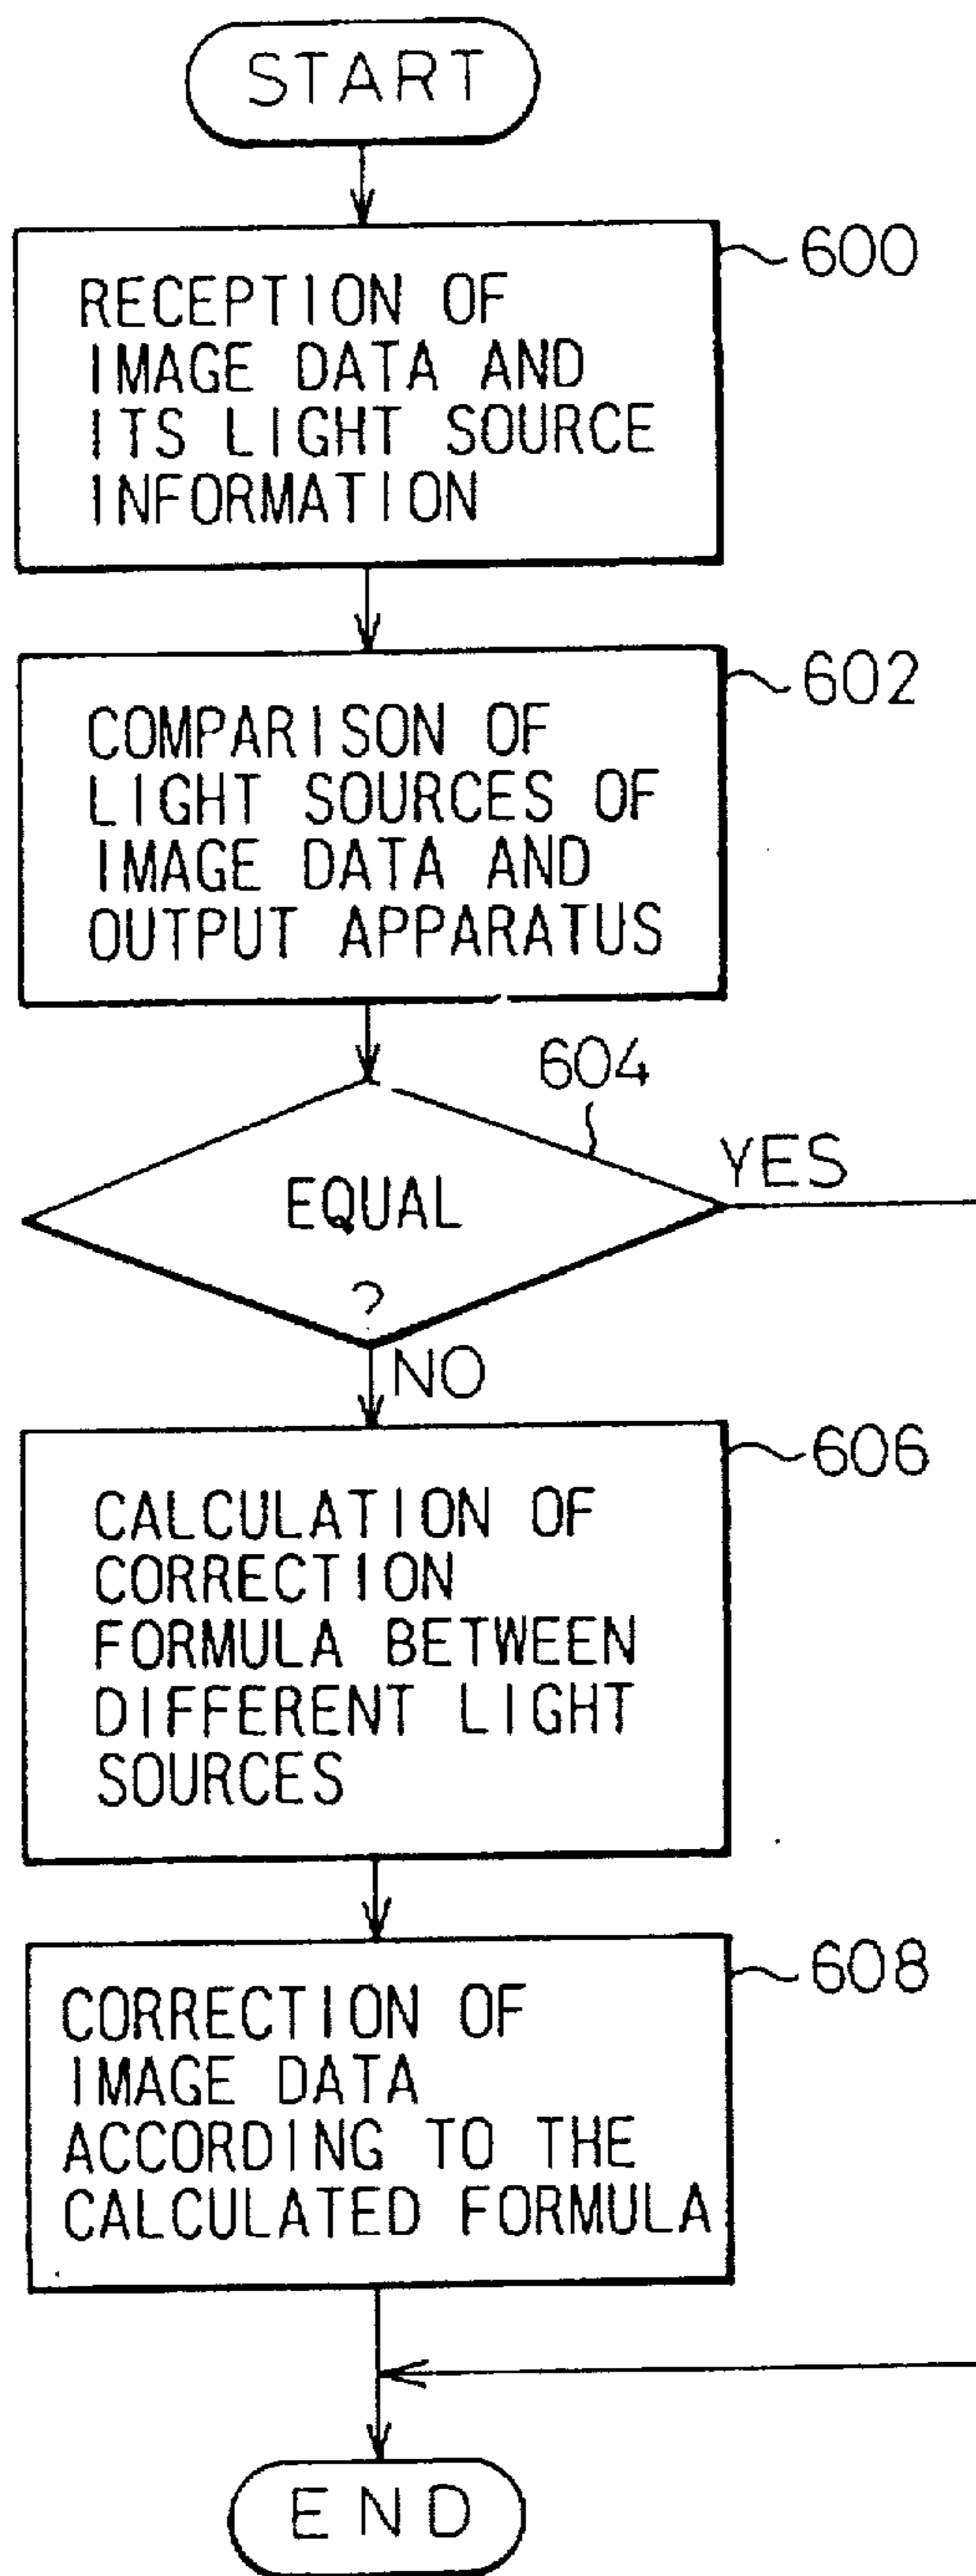 START
600
RECEPTION OF
IMAGE DATA AND
ITS LIGHT SOURCE
INFORMATION
602
COMPARISON OF
LIGHT SOURCES OF
IMAGE DATA AND
OUTPUT APPARATUS
604
YES
EQUAL
?
NO
606
CALCULATION OF
CORRECTION
FORMULA BETWEEN
DIFFERENT LIGHT
SOURCES
608
CORRECTION OF
IMAGE DATA
ACCORDING TO THE
CALCULATED FORMULA
END